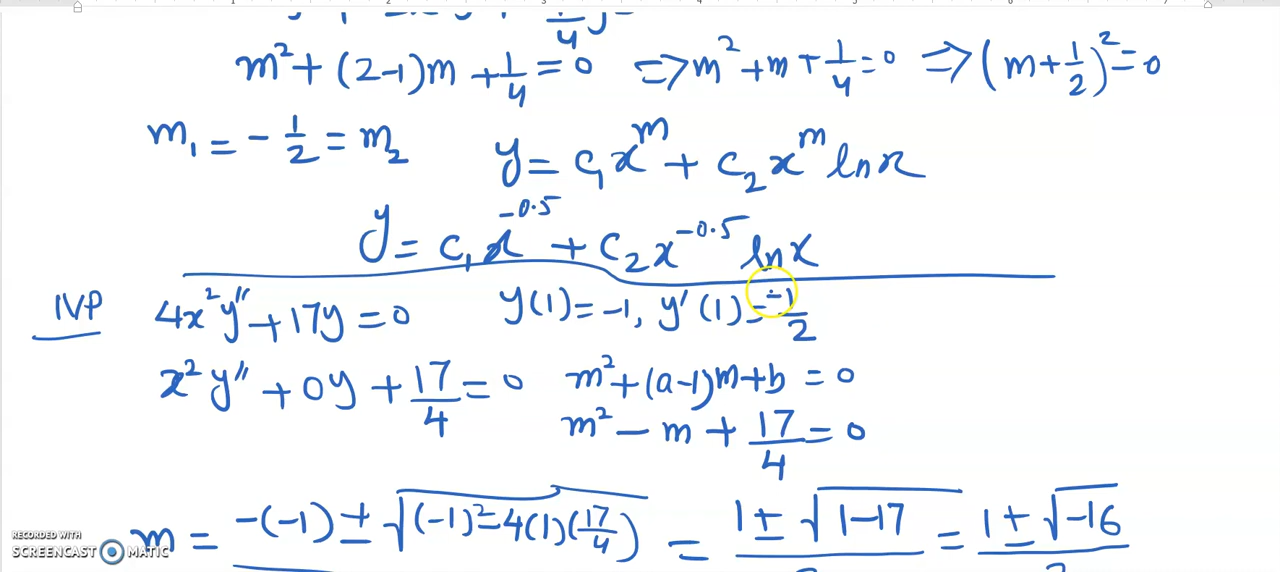 m² + (2-1)m + 1/4 = 0 ⇒ m² + m + 1/4 = 0 ⇒ (m + 1/2)² = 0
m₁ = -1/2 = m₂ y = c₁x^m + c₂x^m ln x
y = c₁x^-0.5 + c₂x^-0.5 ln x
IVP 4x²y'' + 17y = 0 y(1) = -1, y'(1) = -1/2
x²y'' + 0y + 17/4 = 0 m² + (a-1)m + b = 0
m² - m + 17/4 = 0
m = -(-1) ± √((-1)² - 4(1)(17/4)) = 1 ± √(1-17) = 1 ± √-16
RECORDED WITH
SCREENCAST MATIC